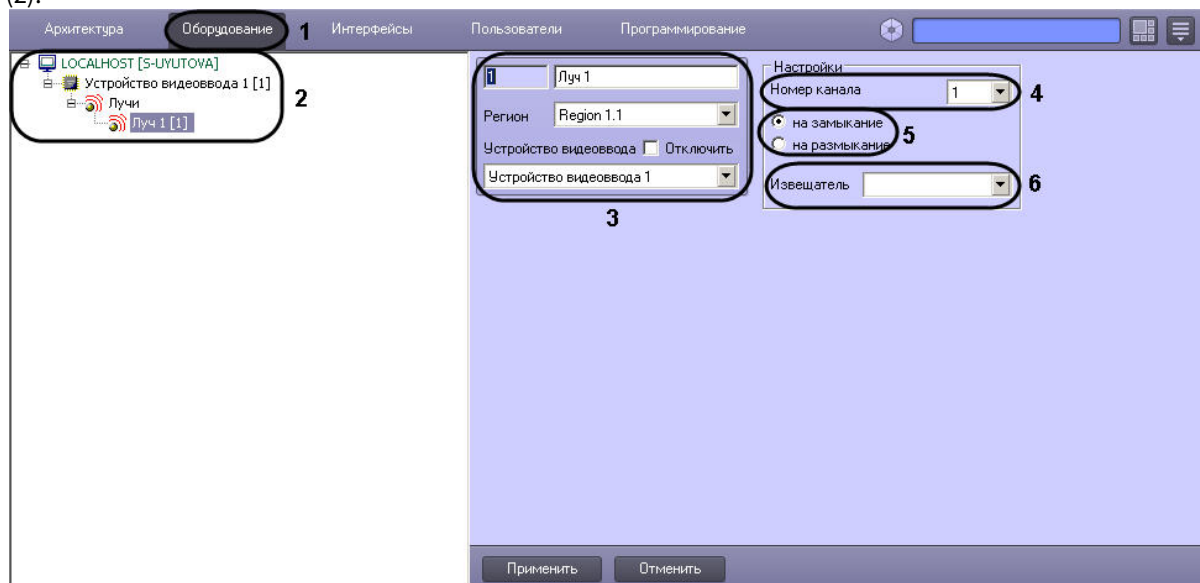 (2).
Архитектура Оборудование 1 Интерфейсы Пользователи Программирование
LOCALHOST [S-UYUTOVA]
Устройство видеоввода 1 [1]
Лучи
Луч 1 [1]
2
1 Луч 1
Регион Region 1.1
Устройство видеоввода Отключить
Устройство видеоввода 1
3
Настройки
Номер канала 1 4
на замыкание
на размыкание
5
Извещатель 6
Применить Отменить